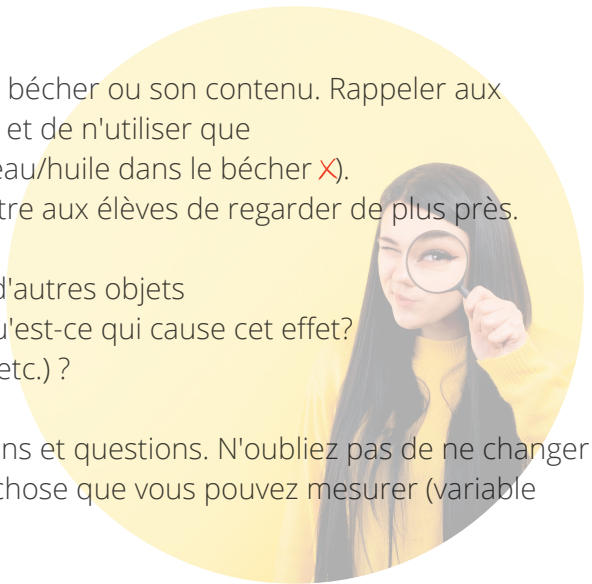 bécher ou son contenu. Rappeler aux
et de n'utiliser que
eau/huile dans le bécher X).
tre aux élèves de regarder de plus près.
d'autres objets
u'est-ce qui cause cet effet?
etc.) ?
ns et questions. N'oubliez pas de ne changer
chose que vous pouvez mesurer (variable